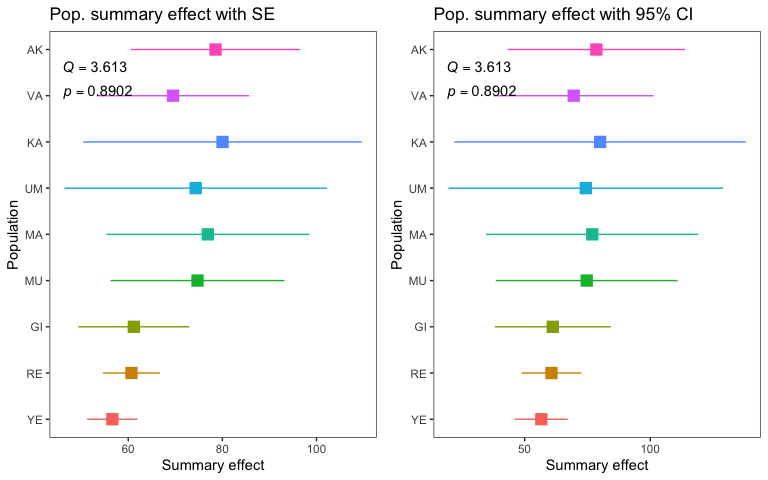 Pop. summary effect with SE
Population
AK
VA
KA
UM
MA
MU
GI
RE
YE
Q = 3.613
p = 0.8902
60 80 100
Summary effect
Pop. summary effect with 95% CI
Population
AK
VA
KA
UM
MA
MU
GI
RE
YE
Q = 3.613
p = 0.8902
50 100
Summary effect